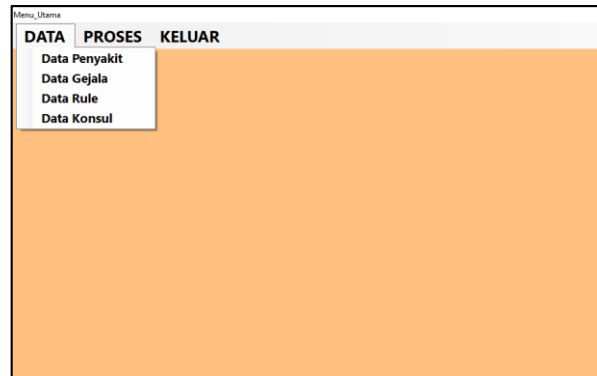 Menu_Utama
DATA PROSES KELUAR
Data Penyakit
Data Gejala
Data Rule
Data Konsul